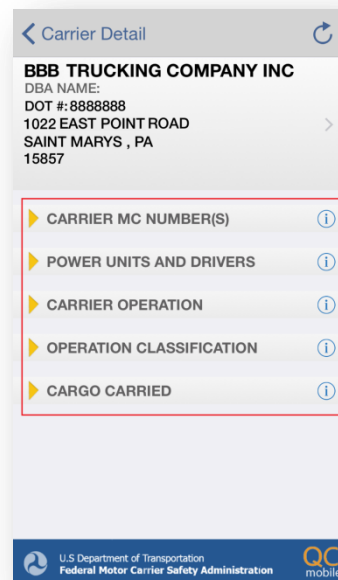 Carrier Detail
BBB TRUCKING COMPANY INC
DBA NAME:
DOT #: 8888888
1022 EAST POINT ROAD
SAINT MARYS , PA
15857
CARRIER MC NUMBER(S)
POWER UNITS AND DRIVERS
CARRIER OPERATION
OPERATION CLASSIFICATION
CARGO CARRIED
U.S Department of Transportation
Federal Motor Carrier Safety Administration
QC
mobile